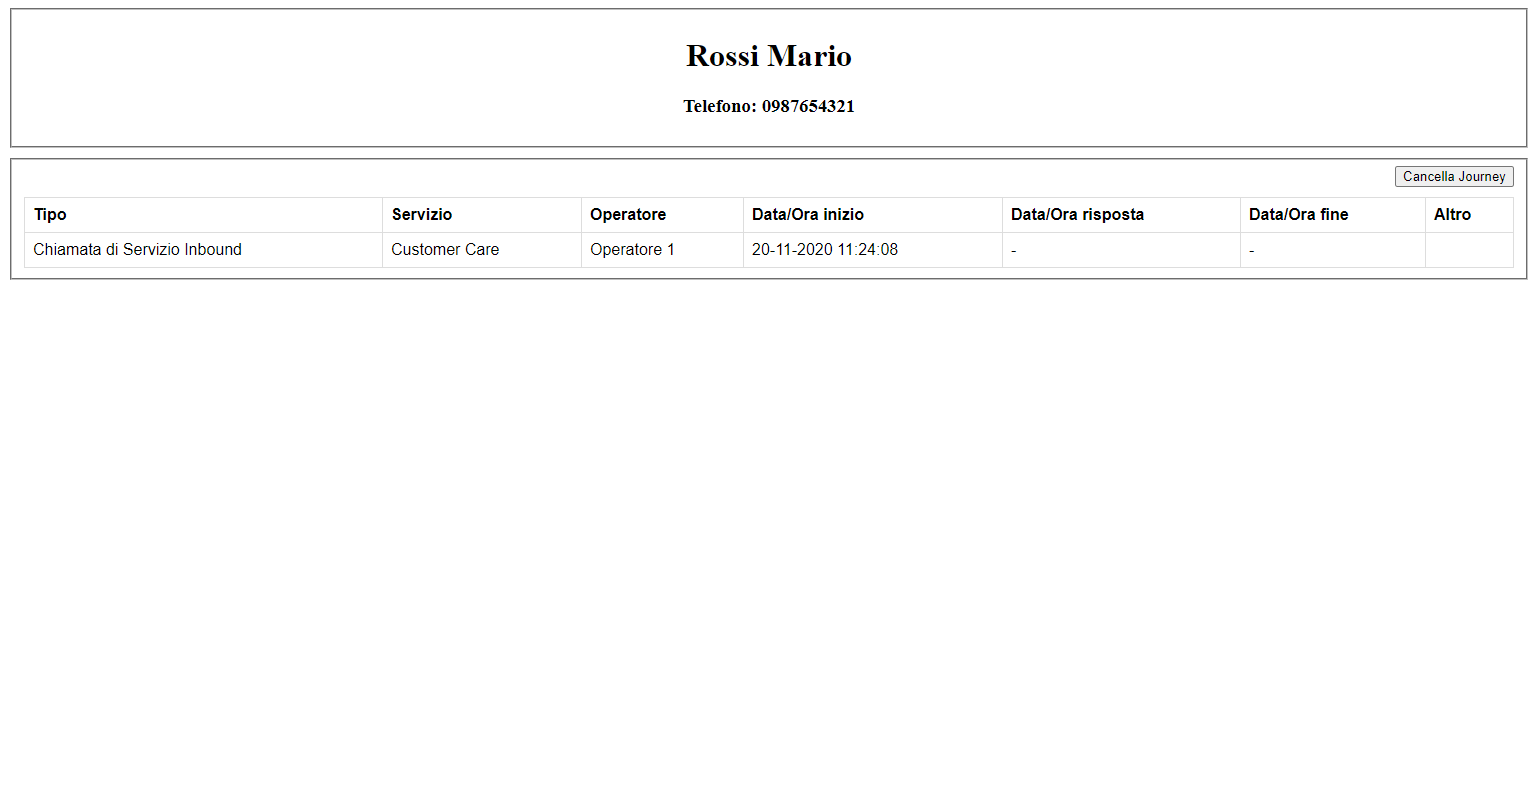 Rossi Mario
Telefono: 0987654321
Cancella Journey
Tipo Servizio Operatore Data/Ora inizio Data/Ora risposta Data/Ora fine Altro
Chiamata di Servizio Inbound Customer Care Operatore 1 20-11-2020 11:24:08 - -